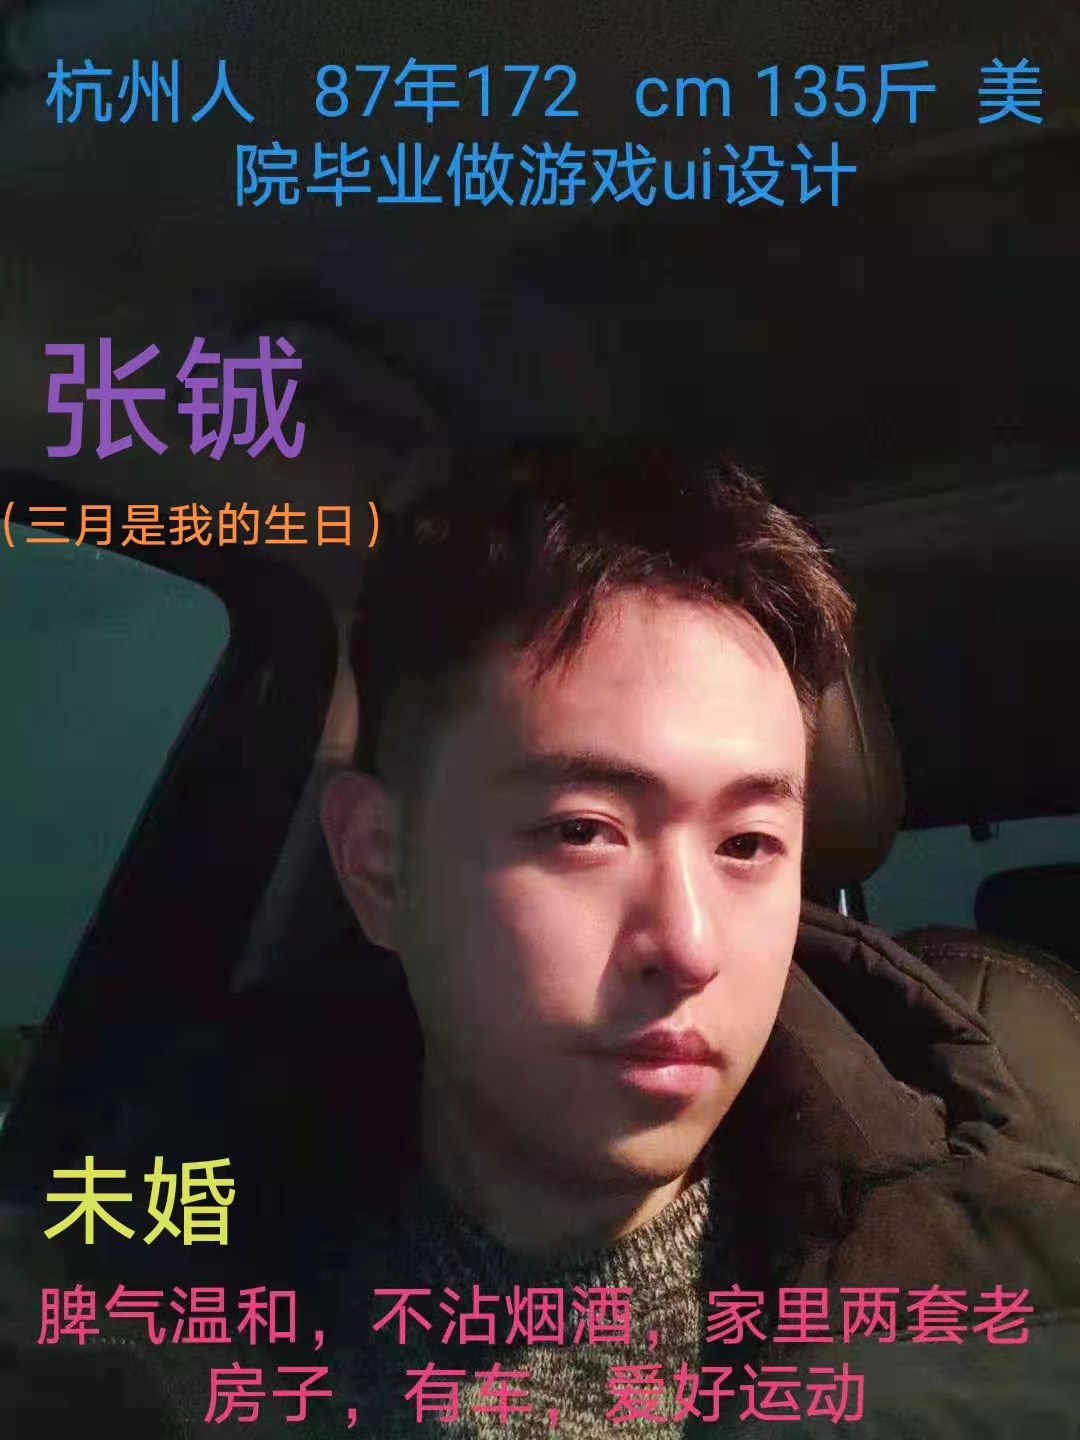 杭州人 87年172 cm 135斤 美
院毕业做游戏ui设计
张铖
（三月是我的生日）
未婚
脾气温和，不沾烟酒，家里两套老
房子，有车，爱好运动